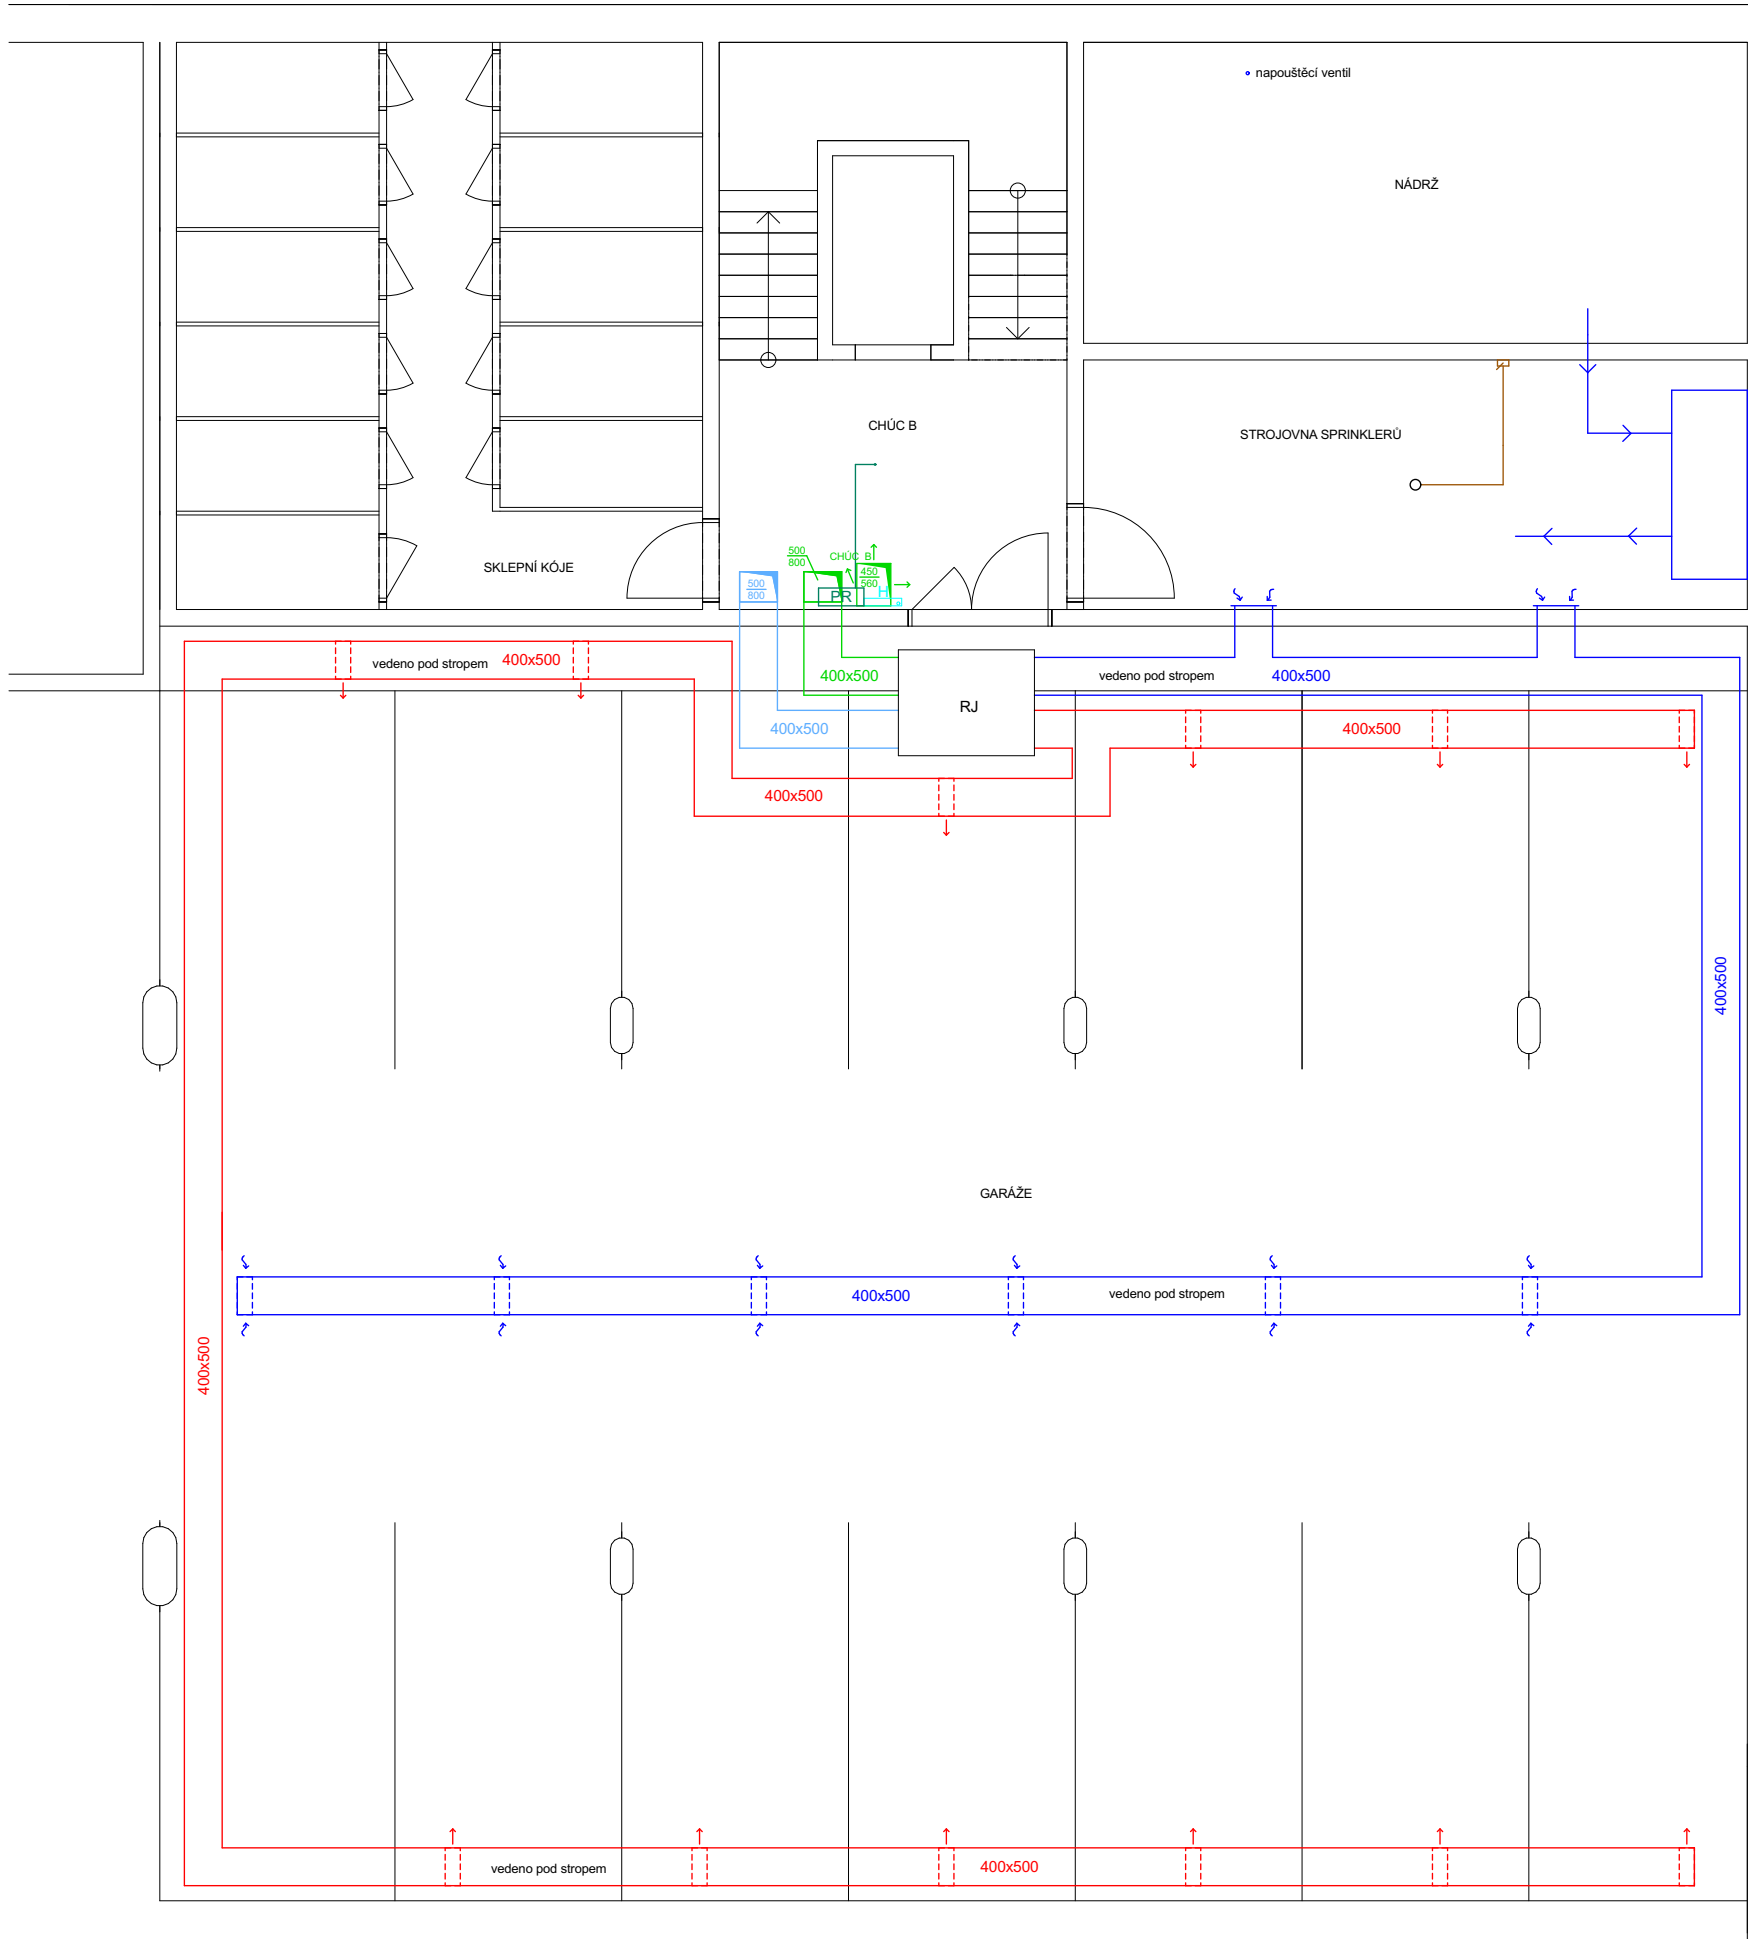 napouštěcí ventil
NÁDRŽ
CHÚC B
STROJOVNA SPRINKLERŮ
SKLEPNÍ KÓJE
500
800
CHÚC B
500
800
450
560
PR
H
vedeno pod stropem
400x500
400x500
vedeno pod stropem
400x500
RJ
400x500
400x500
400x500
400x500
GARÁŽE
400x500
vedeno pod stropem
400x500
vedeno pod stropem
400x500